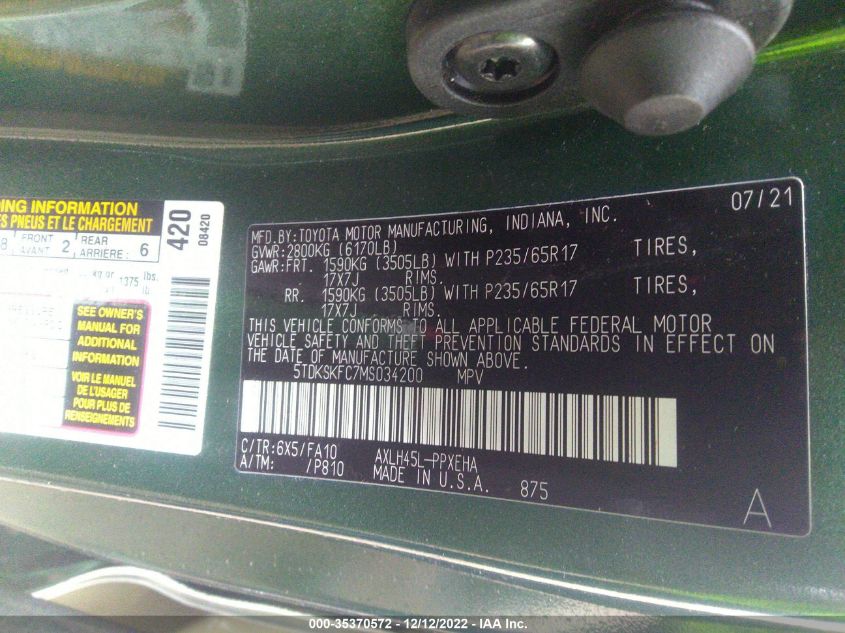 DING INFORMATION
ES PNEUS ET LE CHARGEMENT
8 FRONT AVANT 2 REAR ARRIÈRE 6
1375 lbs.
SEE OWNER'S
MANUAL FOR
ADDITIONAL
INFORMATION
VOIR LE MANUEL
DE L'USAGER
POUR PLUS DE
RENSEIGNEMENTS
420
08420
07/21
MFD.BY:TOYOTA MOTOR MANUFACTURING, INDIANA, INC.
GVWR:2800KG (6170LB)
GAWR:FRT. 1590KG (3505LB) WITH P235/65R17 TIRES,
17X7J RIMS.
RR. 1590KG (3505LB) WITH P235/65R17 TIRES,
17X7J RIMS.
THIS VEHICLE CONFORMS TO ALL APPLICABLE FEDERAL MOTOR
VEHICLE SAFETY AND THEFT PREVENTION STANDARDS IN EFFECT ON
THE DATE OF MANUFACTURE SHOWN ABOVE.
5TDKSKFC7MS034200 MPV
C/TR:6X5/FA10 AXLH45L-PPXEHA
A/TM: /P810 MADE IN U.S.A. 875
A
000-35370572 - 12/12/2022 - IAA Inc.